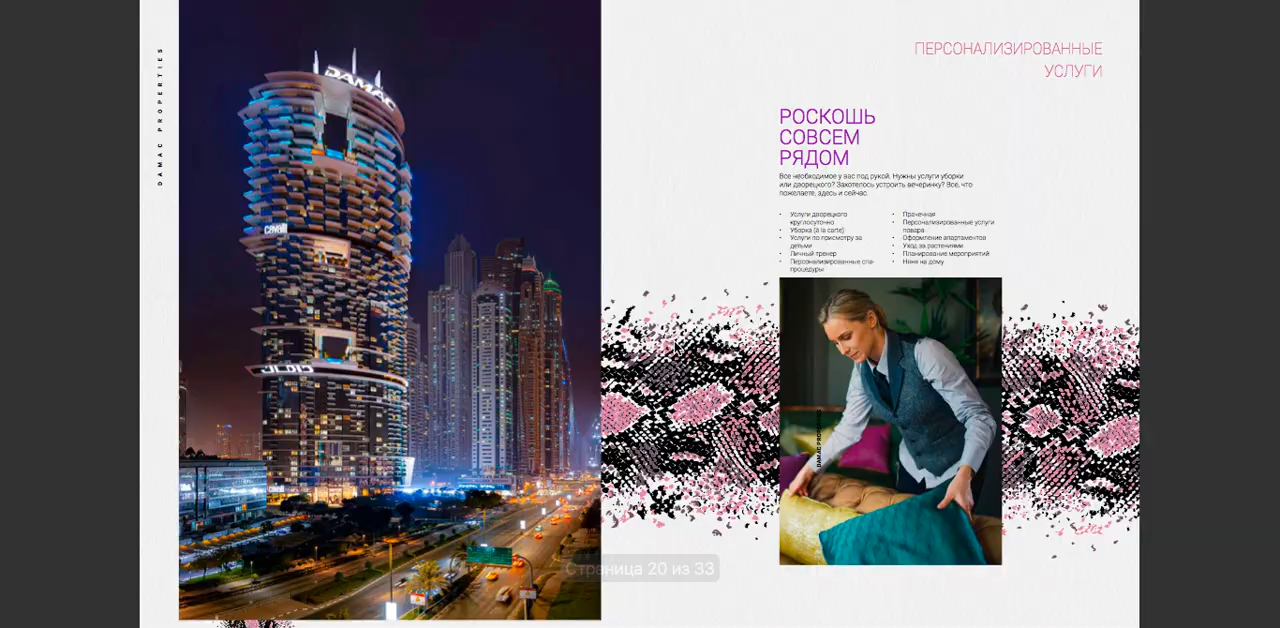 DAMAC PROPERTIES
DAMAC
cavalli
ПЕРСОНАЛИЗИРОВАННЫЕ
УСЛУГИ
РОСКОШЬ
СОВСЕМ
РЯДОМ
Все необходимое у вас под рукой. Нужны услуги уборки
или дворецкого? Захотелось устроить вечеринку? Все, что
пожелаете, здесь и сейчас.
• Услуги дворецкого
круглосуточно
• Уборка (à la carte)
• Услуги по присмотру за
детьми
• Личный тренер
• Персонализированные спа-
процедуры
• Прачечная
• Персонализированные услуги
повара
• Оформление апартаментов
• Уход за растениями
• Планирование мероприятий
• Няня на дому
DAMAC PROPERTIES
Страница 20 из 33